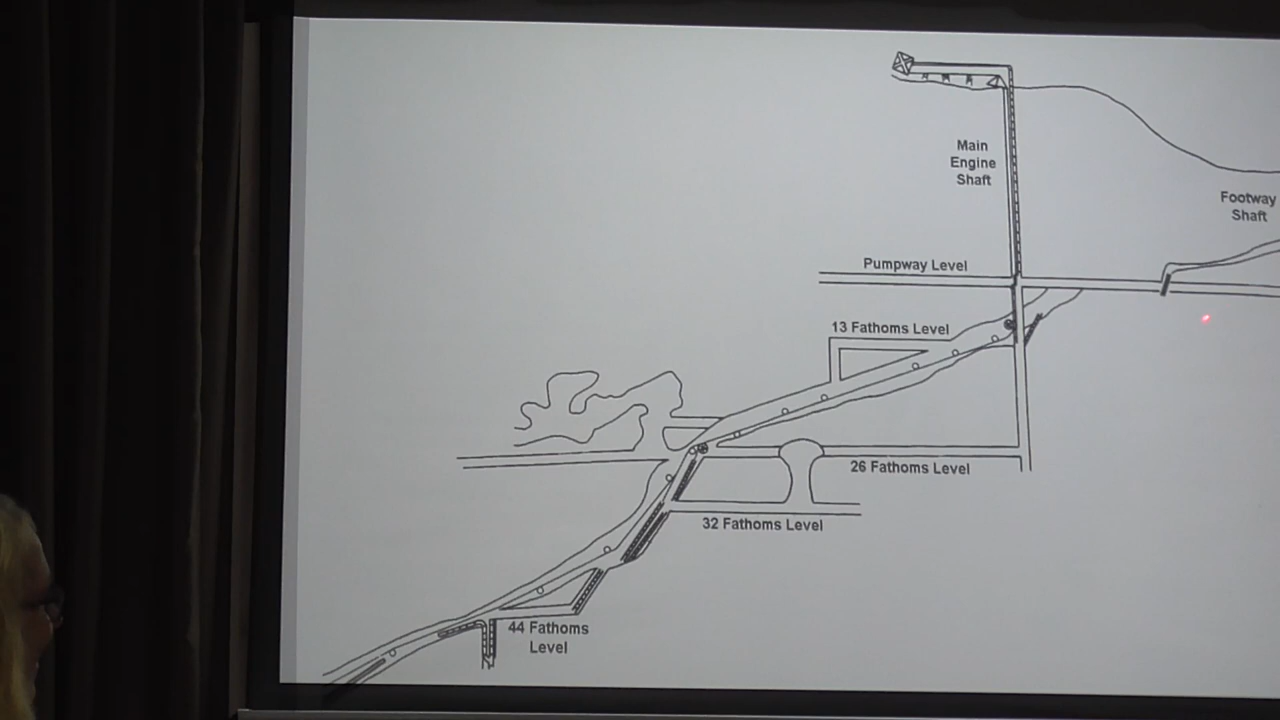 Main
Engine
Shaft
Footway
Shaft
Pumpway Level
13 Fathoms Level
26 Fathoms Level
32 Fathoms Level
44 Fathoms
Level